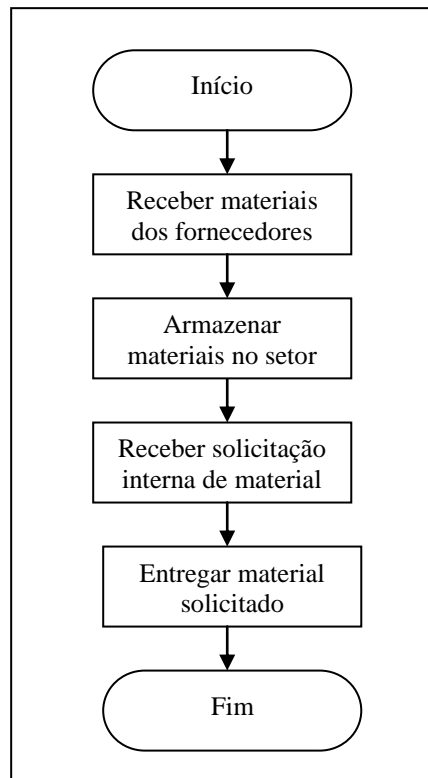 Início
Receber materiais
dos fornecedores
Armazenar
materiais no setor
Receber solicitação
interna de material
Entregar material
solicitado
Fim